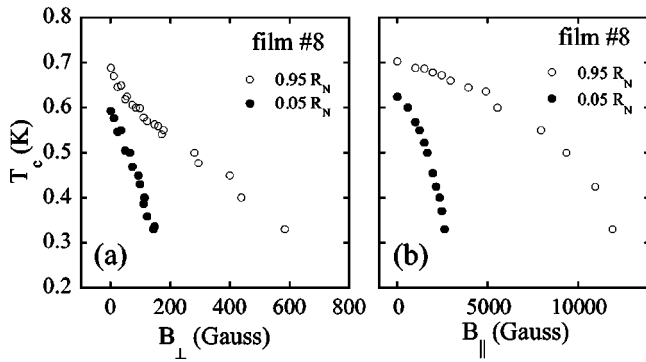 film #8
○ 0.95 R_N
● 0.05 R_N
(a)
T_c (K)
0.8
0.7
0.6
0.5
0.4
0.3
0.2
0 200 400 600 800
B_⊥ (Gauss)
film #8
○ 0.95 R_N
● 0.05 R_N
(b)
0 5000 10000
B_∥ (Gauss)